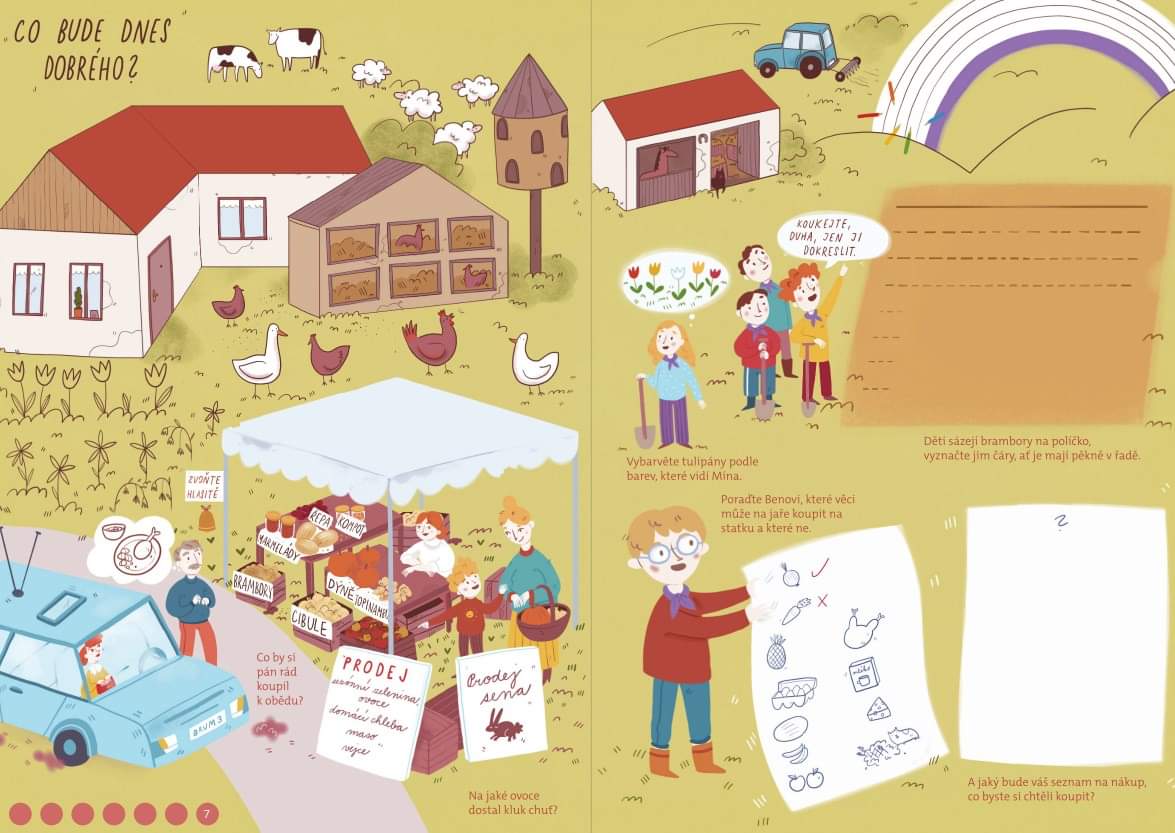 CO BUDE DNES
DOBRÉHO?
ZVOŇTE
HLASITĚ
ŘEPA
KOMPOT
MARMELÁDY
BRAMBORY
DÝNĚ
TOPINAMBURY
CIBULE
BRUM 3
Co by si
pán rád
koupil
k obědu?
PRODEJ
sezónní zelenina,
ovoce
domácí chleba
maso
vejce
Prodej
sena
Na jaké ovoce
dostal kluk chuť?
7
KOUKEJTE,
DUHA, JEN JI
DOKRESLIT.
Vybarvěte tulipány podle
barev, které vidí Mína.
Děti sázejí brambory na políčko,
vyznačte jim čáry, ať je mají pěkně v řadě.
Poraďte Benovi, které věci
může na jaře koupit na
statku a které ne.
mléko
?
A jaký bude váš seznam na nákup,
co byste si chtěli koupit?